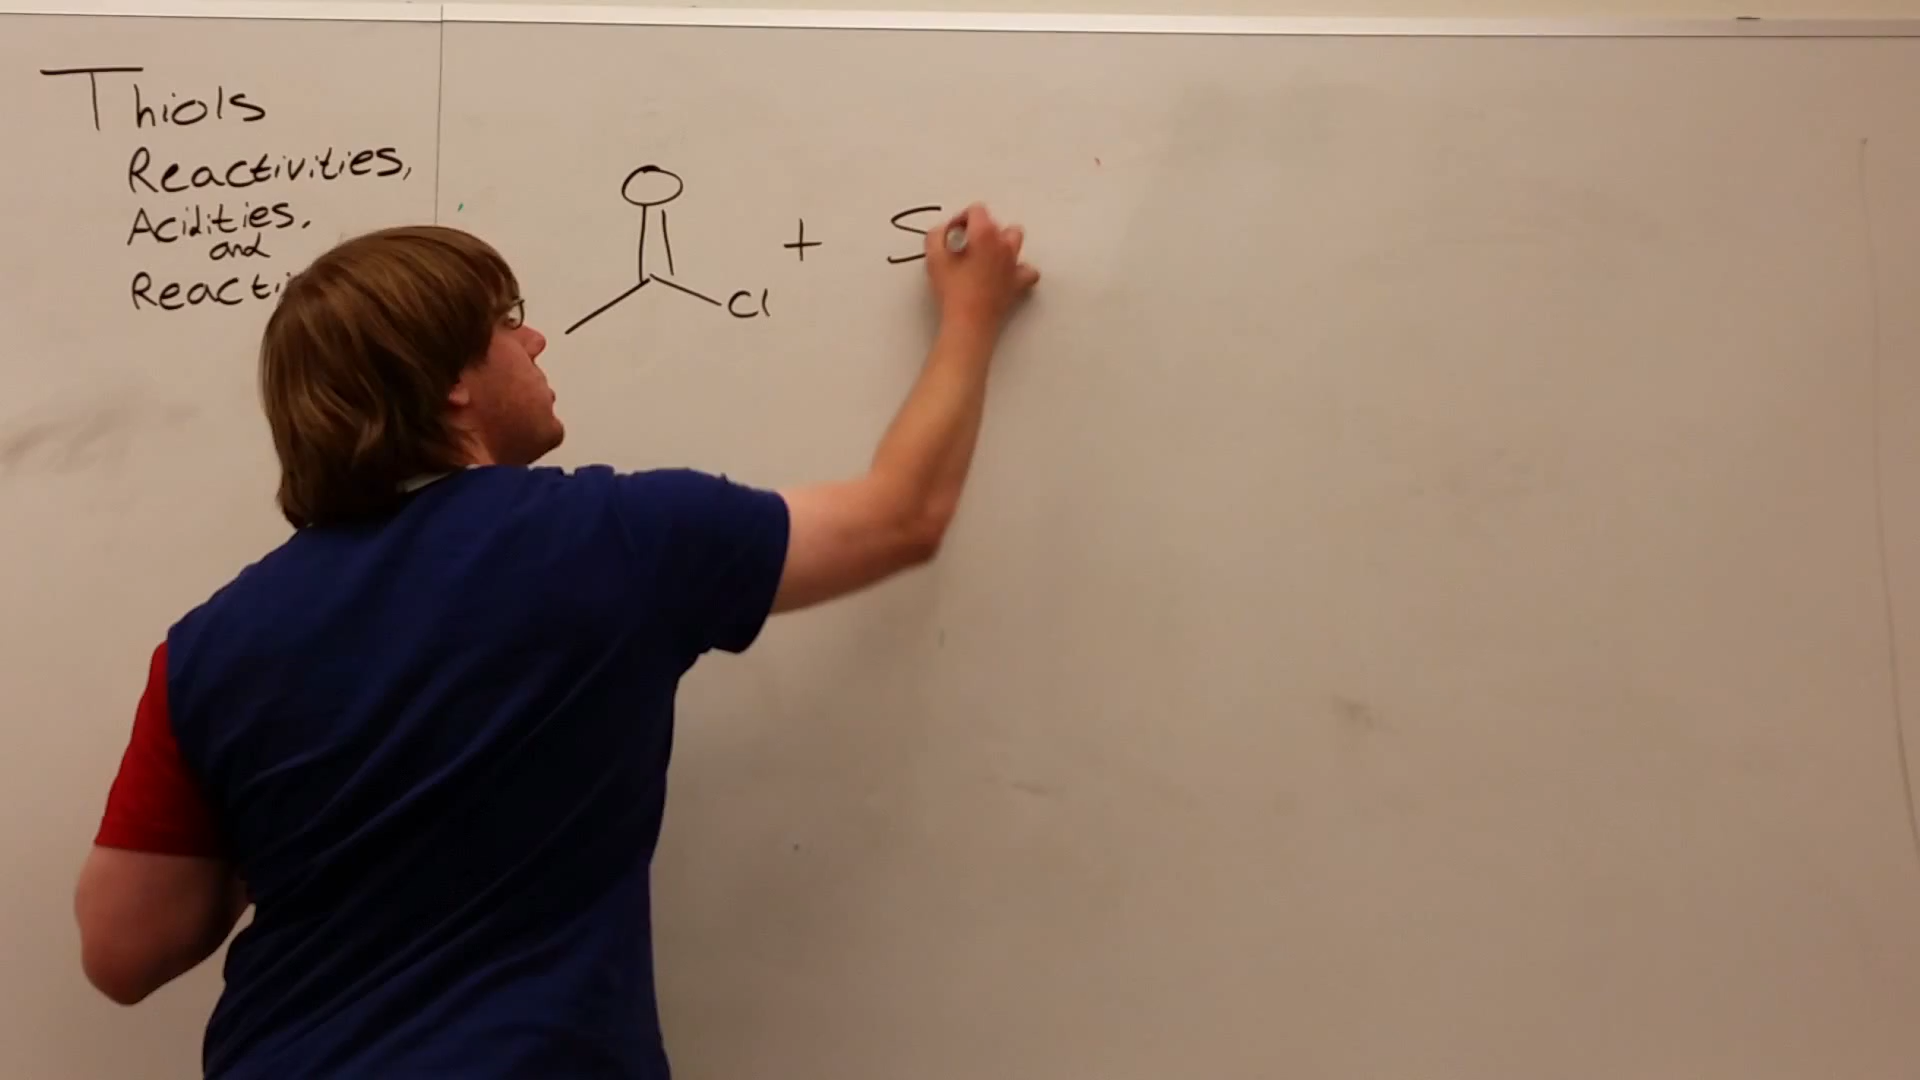 Thiols
Reactivities,
Acidities,
and
O
+ S
Cl